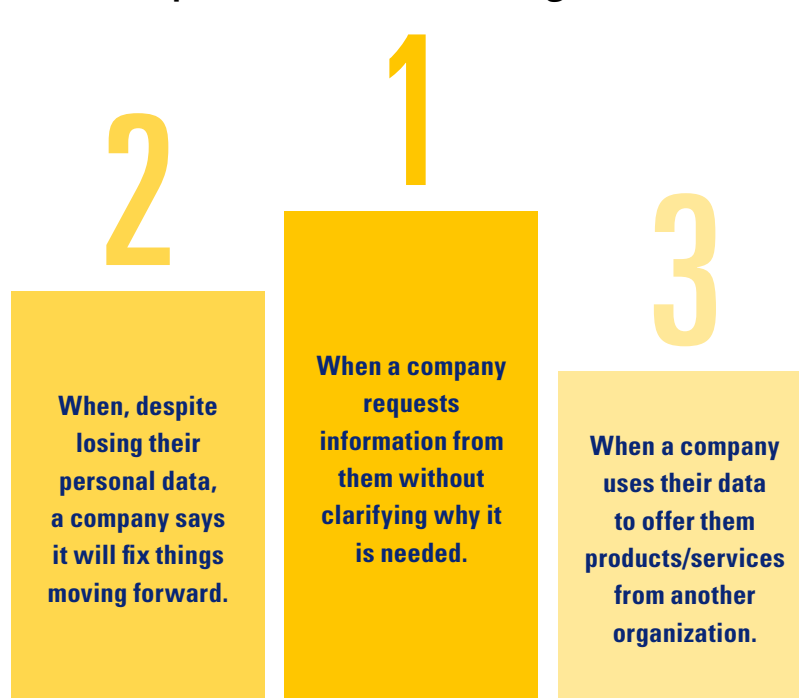 2
When, despite
losing their
personal data,
a company says
it will fix things
moving forward.
1
When a company
requests
information from
them without
clarifying why it
is needed.
3
When a company
uses their data
to offer them
products/services
from another
organization.